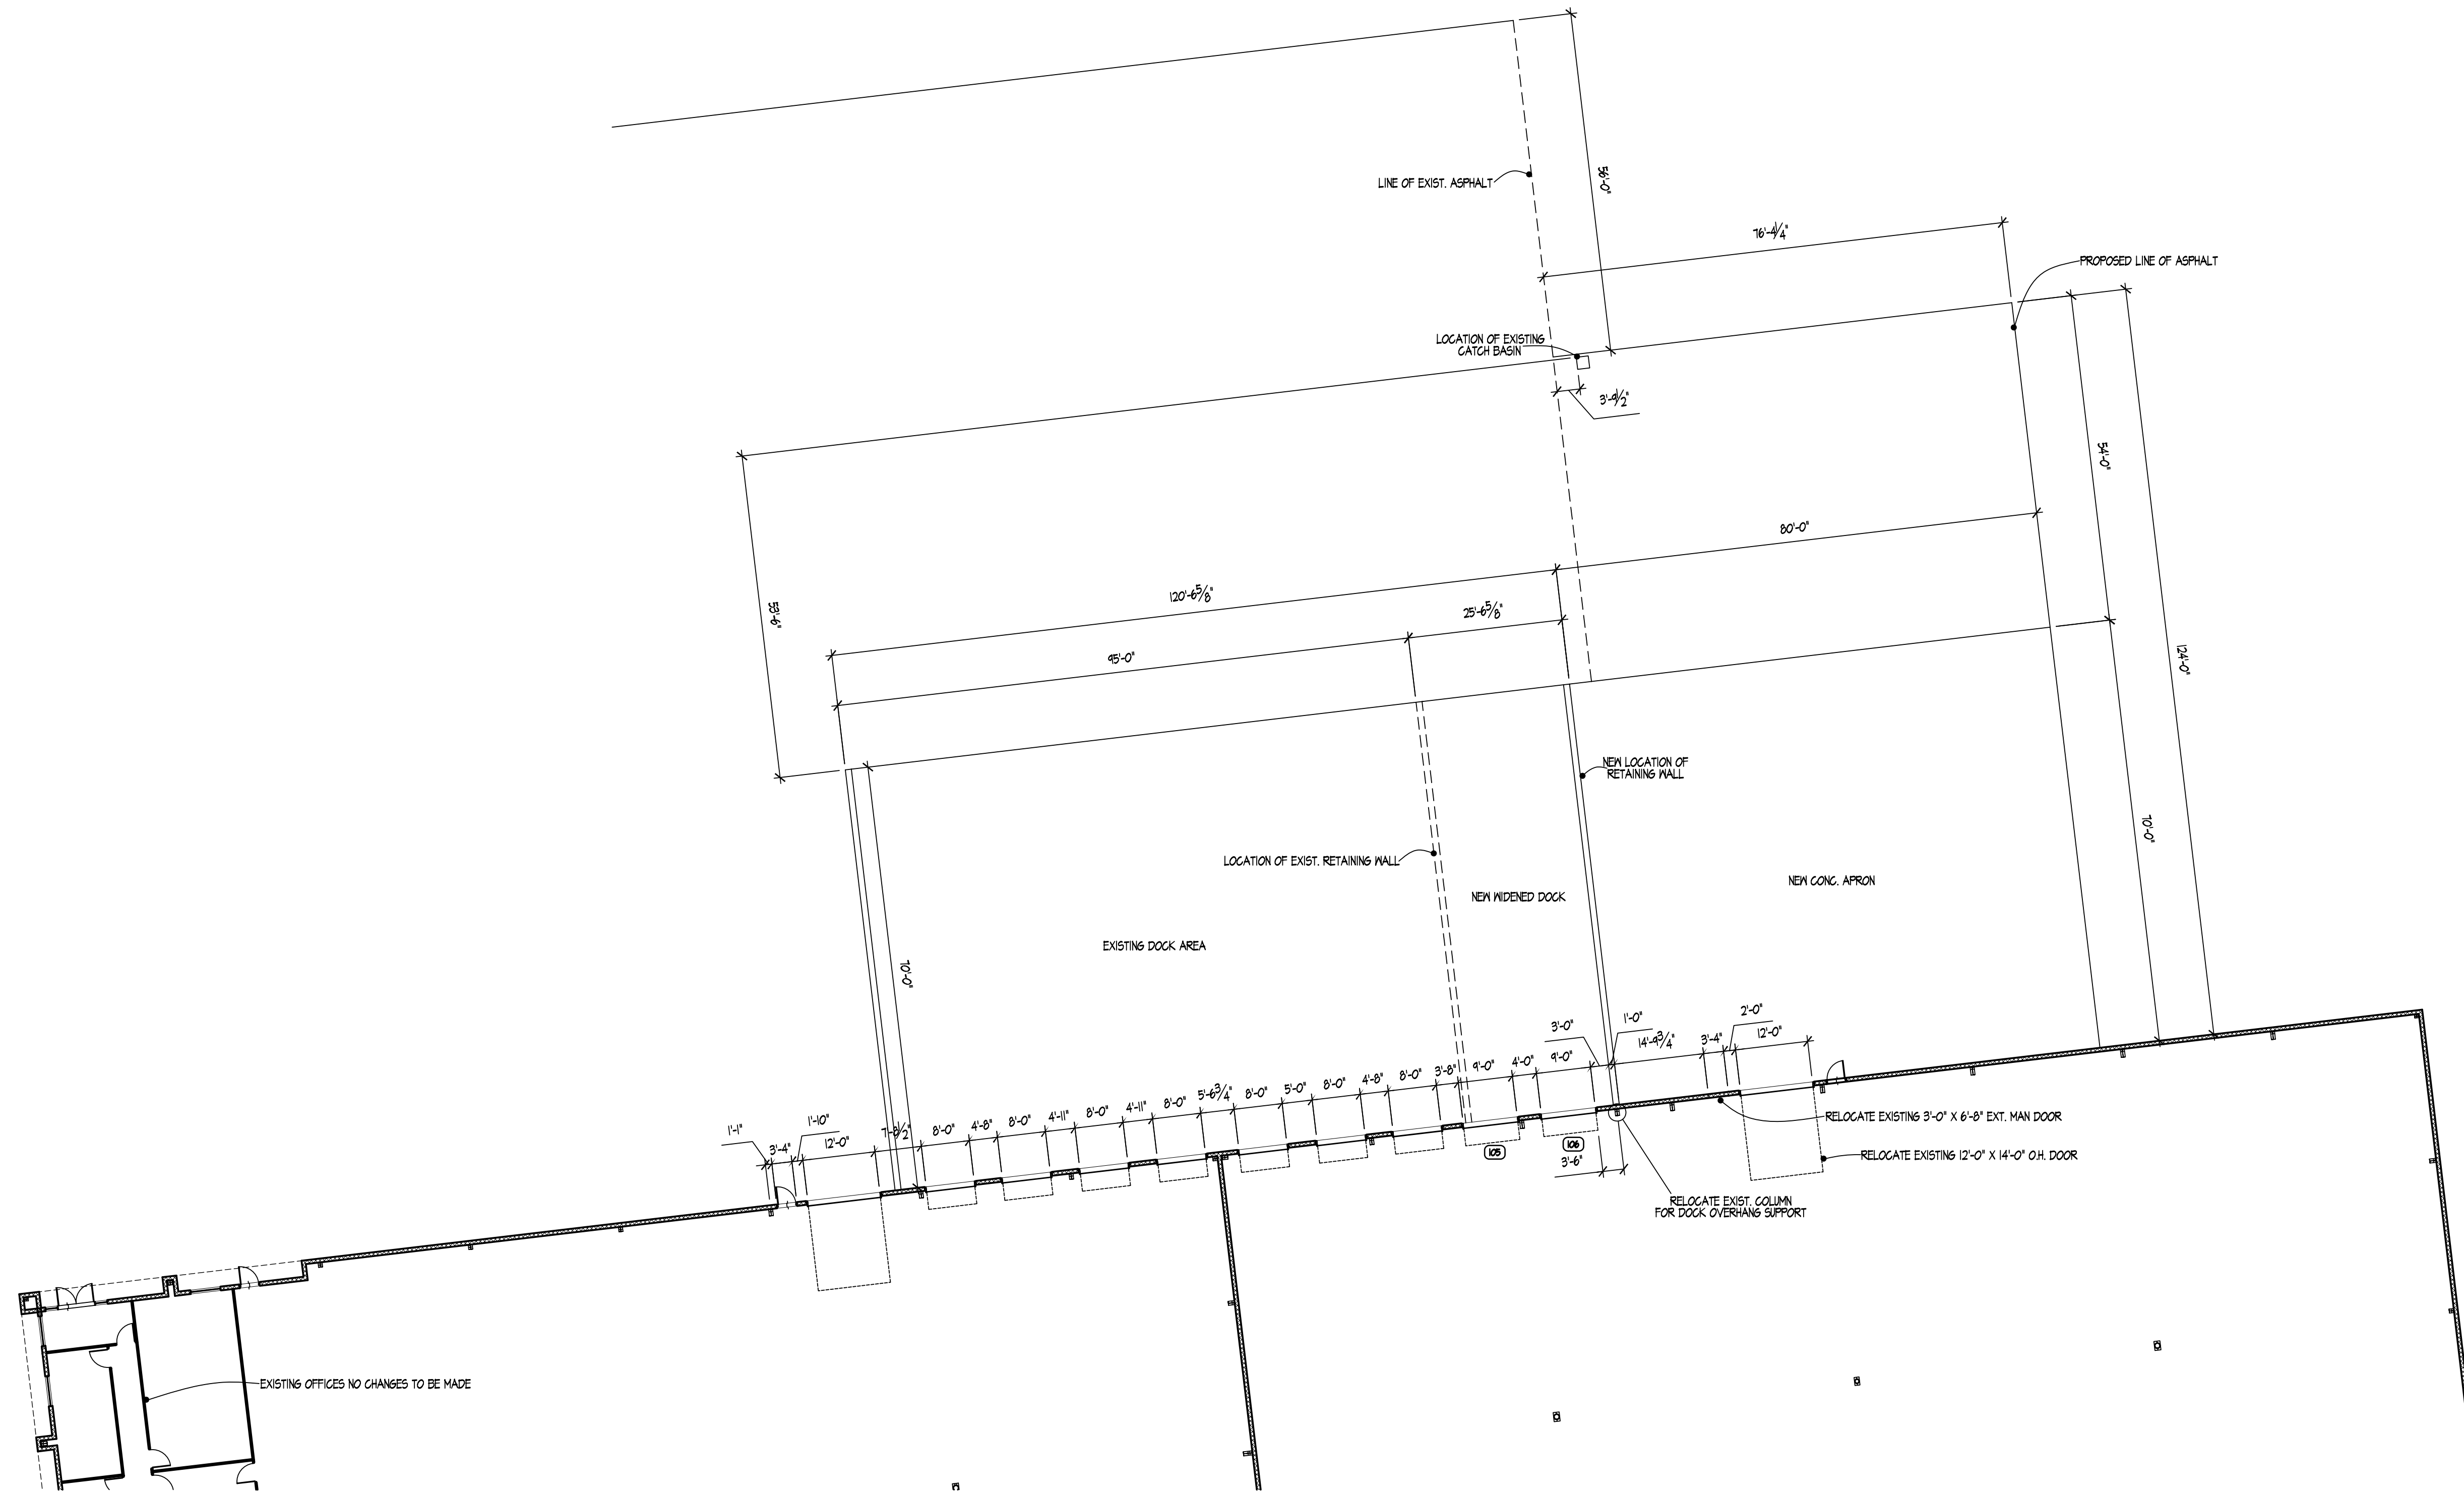 56'-0"
LINE OF EXIST. ASPHALT
76'-4 1/4"
PROPOSED LINE OF ASPHALT
LOCATION OF EXISTING
CATCH BASIN
3'-9 1/2"
54'-0"
80'-0"
120'-6 5/8"
25'-6 5/8"
53'-6"
95'-0"
124'-0"
NEW LOCATION OF
RETAINING WALL
70'-0"
LOCATION OF EXIST. RETAINING WALL
NEW CONC. APRON
NEW WIDENED DOCK
EXISTING DOCK AREA
70'-0"
1'-1"
3'-4"
1'-10"
12'-0"
7'-8 1/2"
8'-0"
4'-8"
8'-0"
4'-11"
8'-0"
4'-11"
8'-0"
5'-6 3/4"
8'-0"
5'-0"
8'-0"
4'-8"
8'-0"
3'-8"
9'-0"
4'-0"
9'-0"
3'-0"
1'-0"
14'-9 3/4"
3'-4"
2'-0"
12'-0"
RELOCATE EXISTING 3'-0" X 6'-8" EXT. MAN DOOR
105
106
3'-6"
RELOCATE EXISTING 12'-0" X 14'-0" O.H. DOOR
RELOCATE EXIST. COLUMN
FOR DOCK OVERHANG SUPPORT
EXISTING OFFICES NO CHANGES TO BE MADE